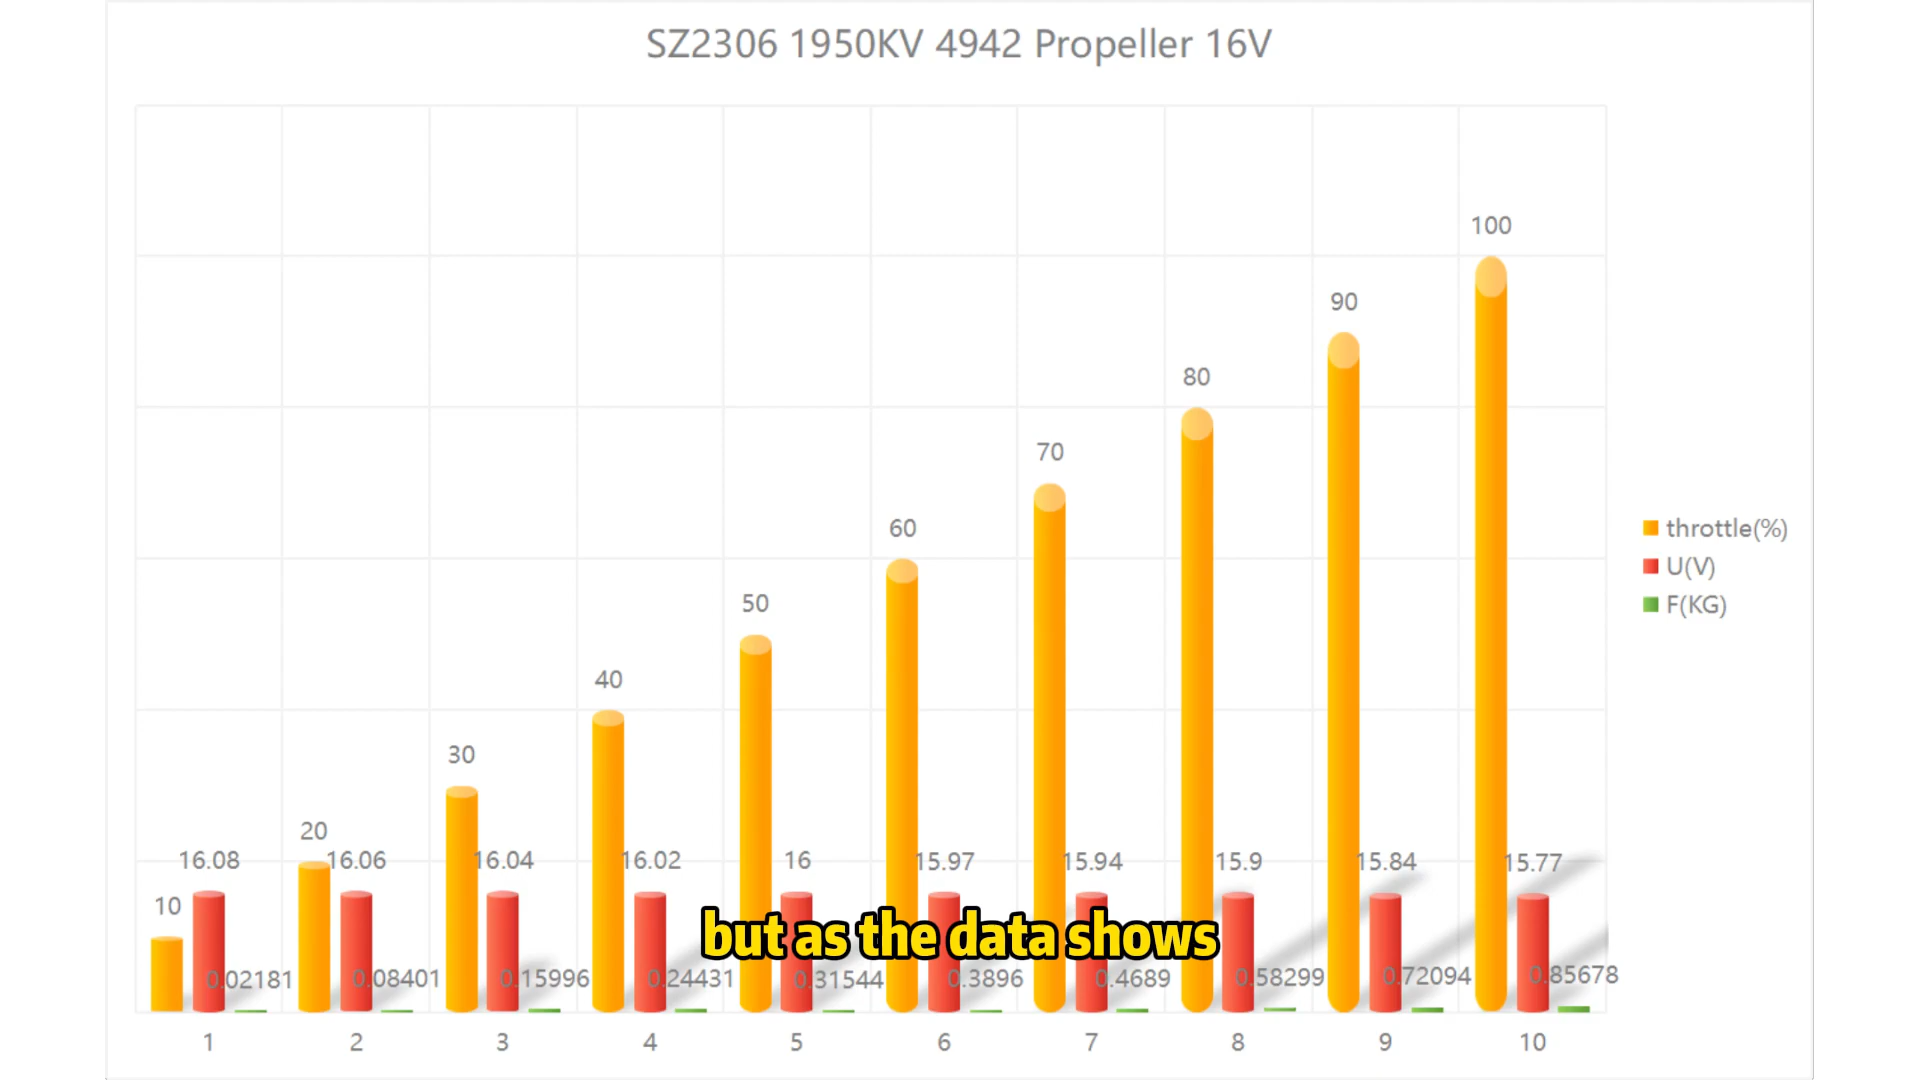 SZ2306 1950KV 4942 Propeller 16V
100
90
80
70
60
50
40
30
20
10
16.08 16.06 16.04 16.02 16 15.97 15.94 15.9 15.84 15.77
throttle(%)
U(V)
F(KG)
but as the data shows
0.02181 0.08401 0.15996 0.24431 0.31544 0.3896 0.4689 0.58299 0.72094 0.85678
1 2 3 4 5 6 7 8 9 10